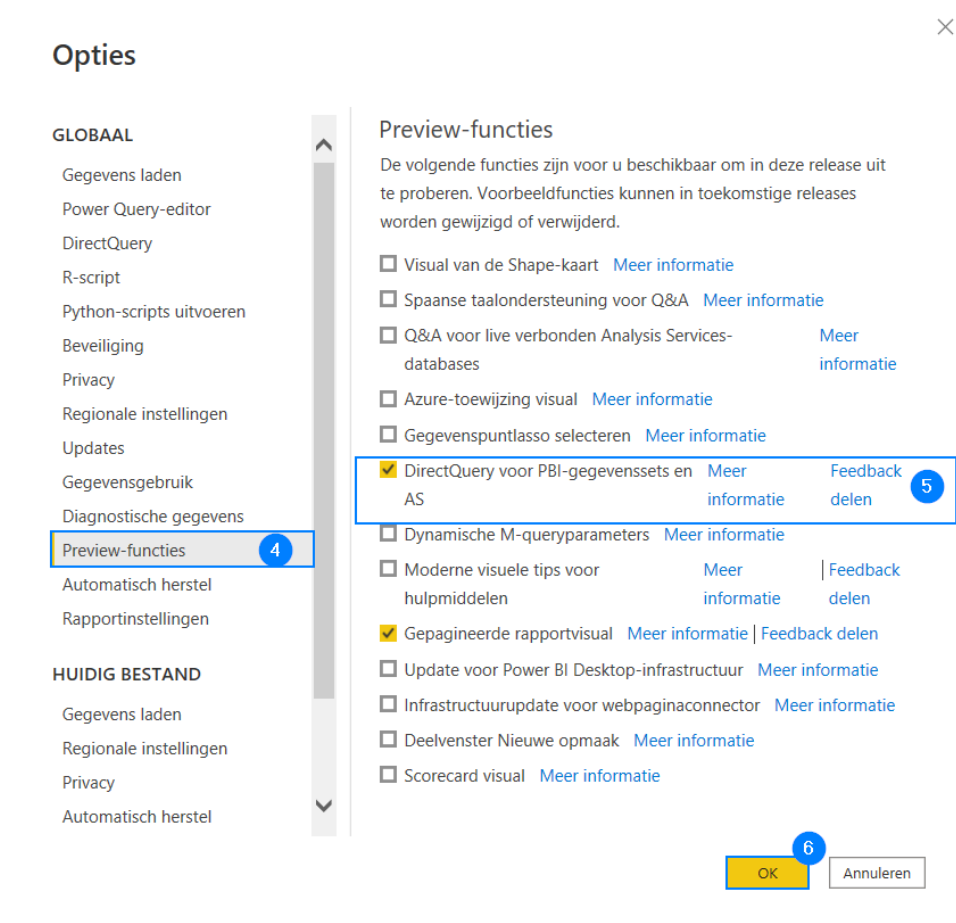 Opties
GLOBAAL
Gegevens laden
Power Query-editor
DirectQuery
R-script
Python-scripts uitvoeren
Beveiliging
Privacy
Regionale instellingen
Updates
Gegevensgebruik
Diagnostische gegevens
Preview-functies 4
Automatisch herstel
Rapportinstellingen
HUIDIG BESTAND
Gegevens laden
Regionale instellingen
Privacy
Automatisch herstel
Preview-functies
De volgende functies zijn voor u beschikbaar om in deze release uit
te proberen. Voorbeeldfuncties kunnen in toekomstige releases
worden gewijzigd of verwijderd.
Visual van de Shape-kaart Meer informatie
Spaanse taalondersteuning voor Q&A Meer informatie
Q&A voor live verbonden Analysis Services- Meer
databases informatie
Azure-toewijzing visual Meer informatie
Gegevenspuntlasso selecteren Meer informatie
DirectQuery voor PBI-gegevenssets en Meer Feedback 5
AS informatie delen
Dynamische M-queryparameters Meer informatie
Moderne visuele tips voor Meer | Feedback
hulpmiddelen informatie delen
Gepagineerde rapportvisual Meer informatie | Feedback delen
Update voor Power BI Desktop-infrastructuur Meer informatie
Infrastructuurupdate voor webpaginaconnector Meer informatie
Deelvenster Nieuwe opmaak Meer informatie
Scorecard visual Meer informatie
6
OK Annuleren